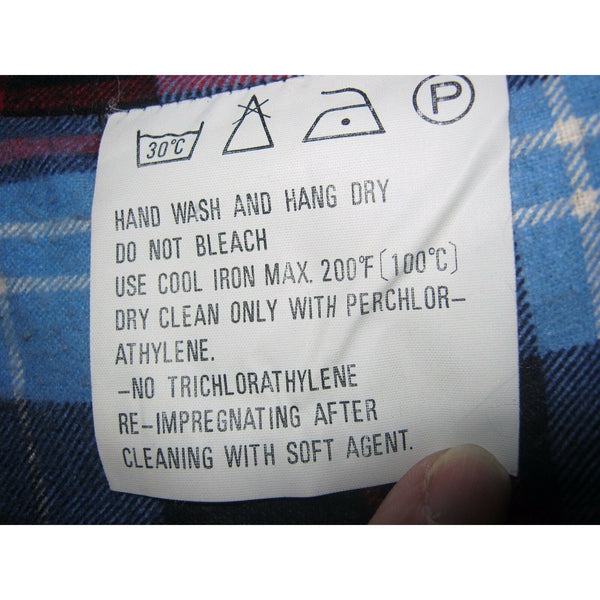 30°C P
HAND WASH AND HANG DRY
DO NOT BLEACH
USE COOL IRON MAX. 200°F (100°C)
DRY CLEAN ONLY WITH PERCHLOR-
ATHYLENE.
-NO TRICHLORATHYLENE
RE-IMPREGNATING AFTER
CLEANING WITH SOFT AGENT.